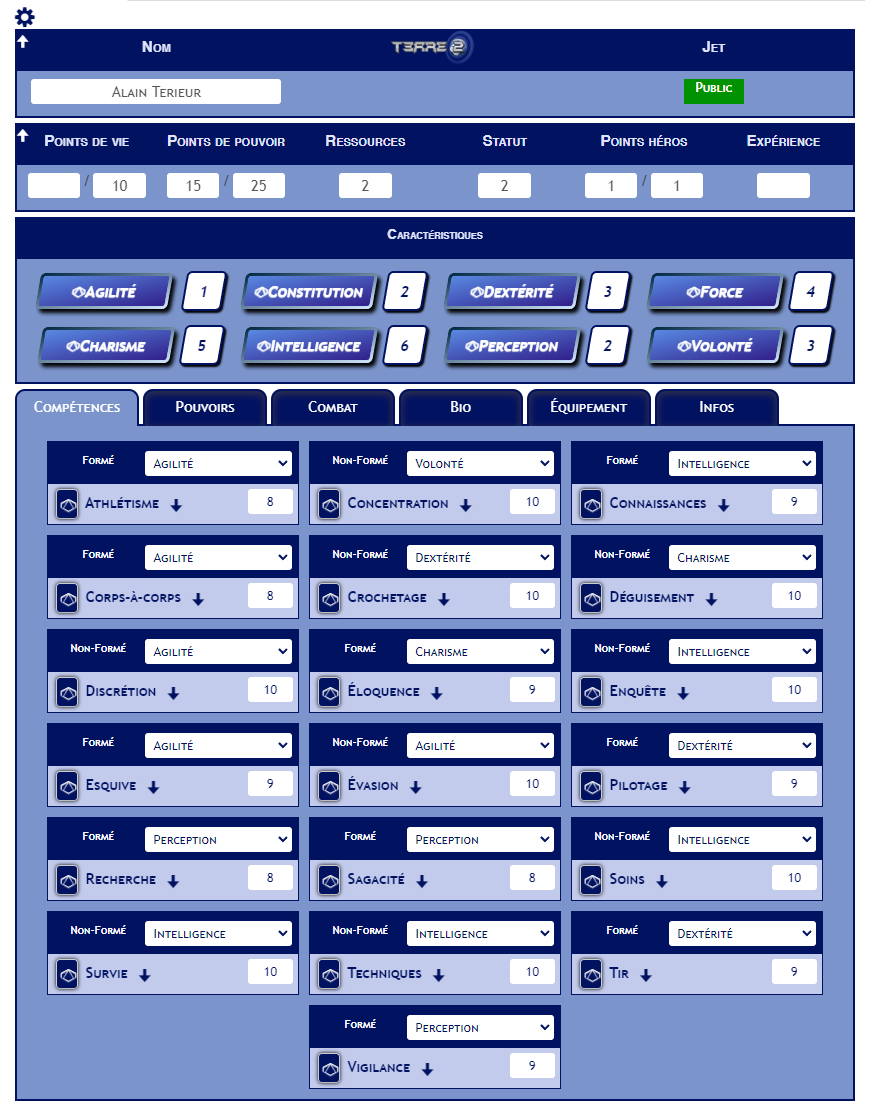 Nom TERRE 2 Jet
Alain Terieur Public
Points de vie Points de pouvoir Ressources Statut Points héros Expérience
/ 10 15 / 25 2 2 1 / 1
Caractéristiques
Agilité 1 Constitution 2 Dextérité 3 Force 4
Charisme 5 Intelligence 6 Perception 2 Volonté 3
Compétences Pouvoirs Combat Bio Équipement Infos
Formé Agilité Non-Formé Volonté Formé Intelligence
Athlétisme 8 Concentration 10 Connaissances 9
Formé Agilité Non-Formé Dextérité Non-Formé Charisme
Corps-à-corps 8 Crochetage 10 Déguisement 10
Non-Formé Agilité Formé Charisme Non-Formé Intelligence
Discrétion 10 Éloquence 9 Enquête 10
Formé Agilité Non-Formé Agilité Formé Dextérité
Esquive 9 Évasion 10 Pilotage 9
Formé Perception Formé Perception Non-Formé Intelligence
Recherche 8 Sagacité 8 Soins 10
Non-Formé Intelligence Non-Formé Intelligence Formé Dextérité
Survie 10 Techniques 10 Tir 9
Formé Perception
Vigilance 9